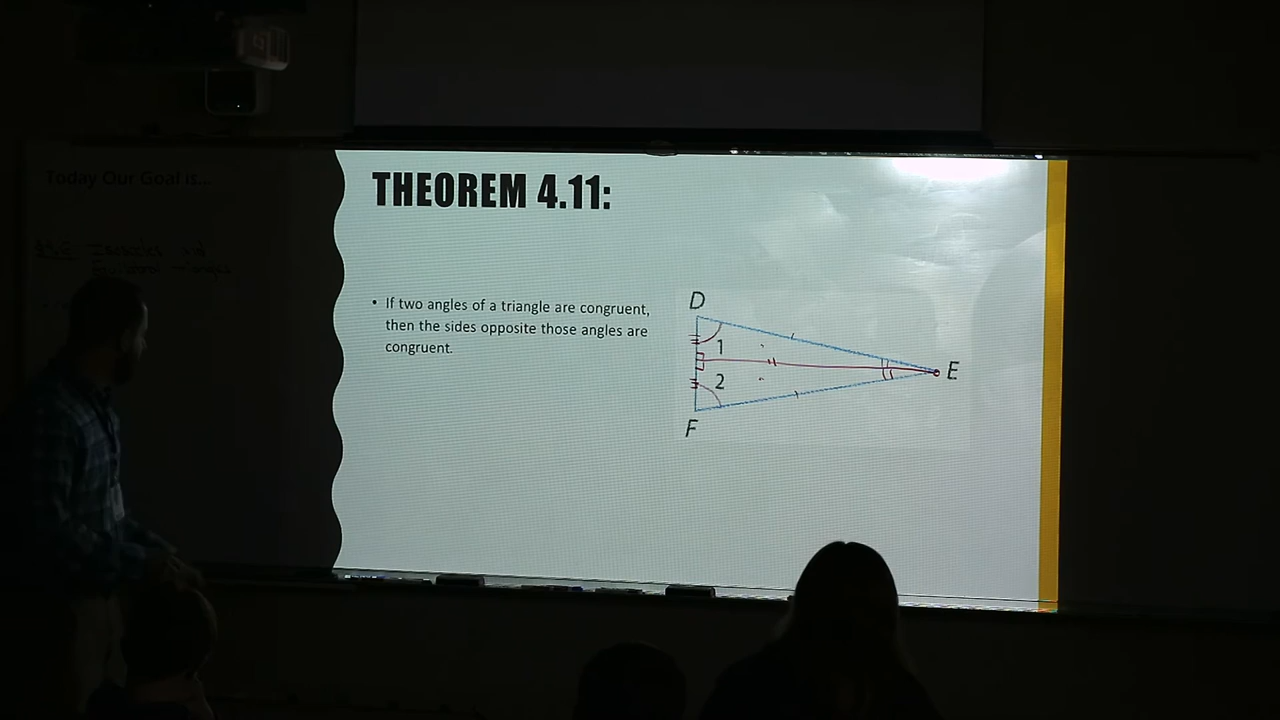 Today Our Goal is...
THEOREM 4.11:
• If two angles of a triangle are congruent,
then the sides opposite those angles are
congruent.
D
1
E
2
F